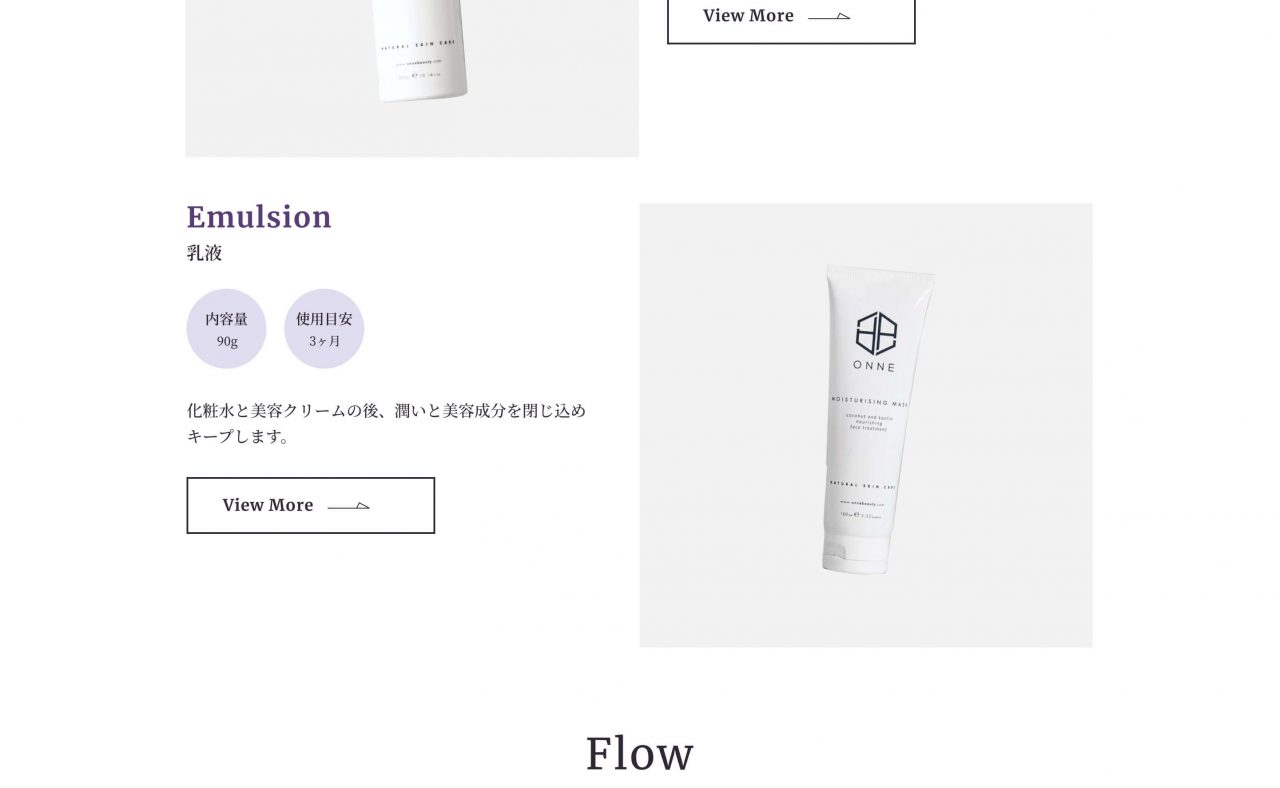 View More
NATURAL SKIN CARE
www.onnebeauty.com
Emulsion
乳液
内容量
90g
使用目安
3ヶ月
化粧水と美容クリームの後、潤いと美容成分を閉じ込め
キープします。
View More
ONNE
MOISTURISING MASK
coconut and kaolin
nourishing
face treatment
NATURAL SKIN CARE
www.onnebeauty.com
Flow